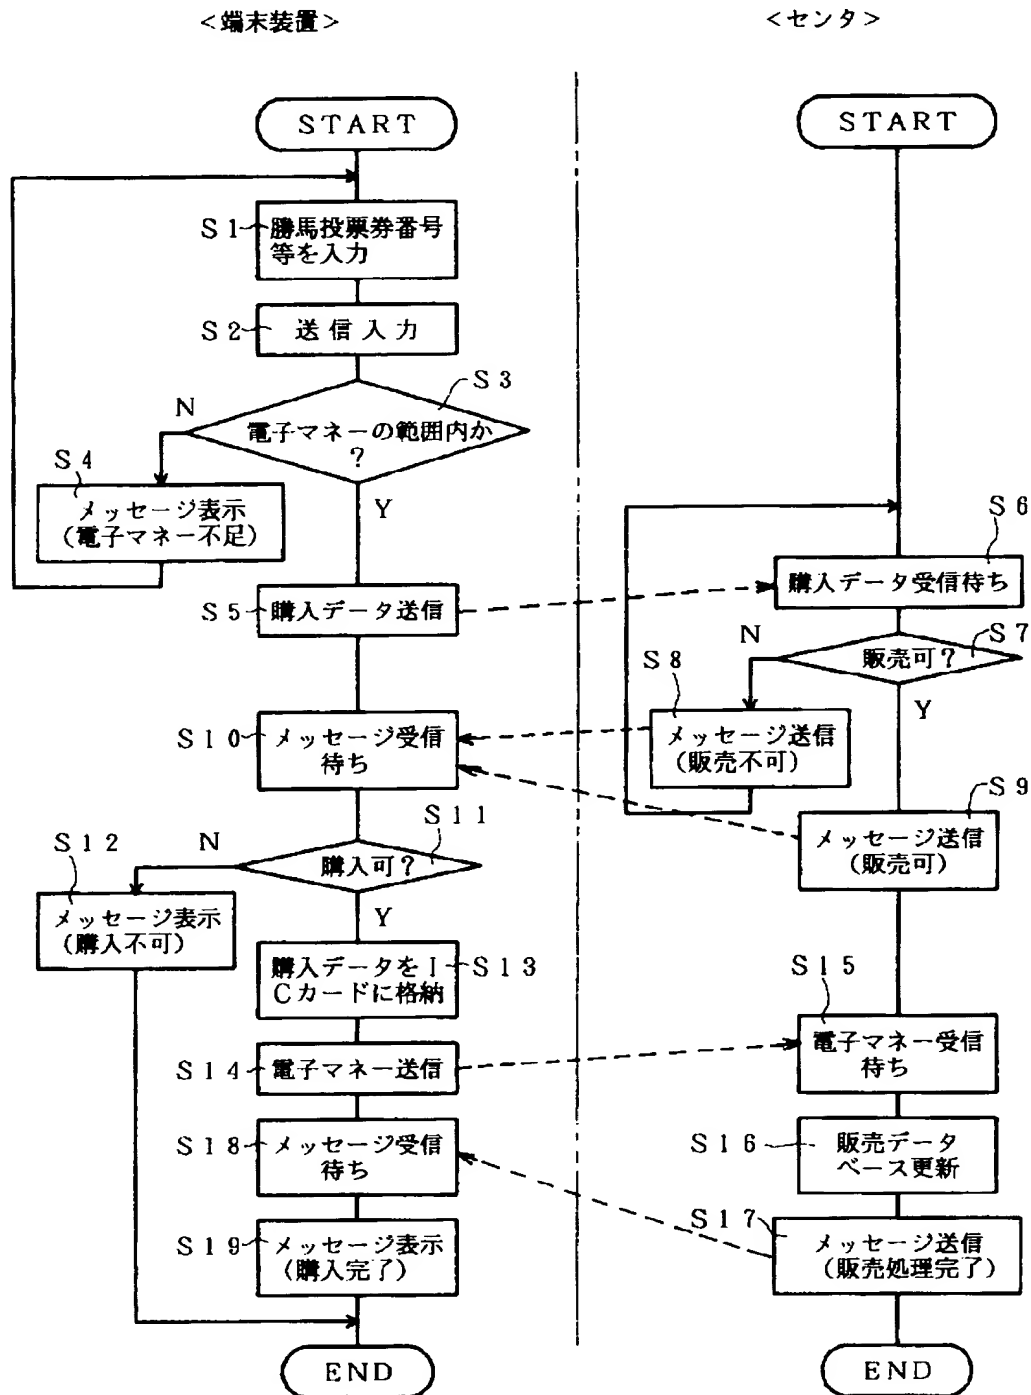 ＜端末装置＞
START
S1
勝馬投票券番号
等を入力
S2
送信入力
S3
電子マネーの範囲内か
？
N
Y
S4
メッセージ表示
（電子マネー不足）
S5
購入データ送信
S10
メッセージ受信
待ち
S11
購入可？
N
Y
S12
メッセージ表示
（購入不可）
S13
購入データをI
Cカードに格納
S14
電子マネー送信
S18
メッセージ受信
待ち
S19
メッセージ表示
（購入完了）
END
＜センタ＞
START
S6
購入データ受信待ち
S7
販売可？
N
Y
S8
メッセージ送信
（販売不可）
S9
メッセージ送信
（販売可）
S15
電子マネー受信
待ち
S16
販売データ
ベース更新
S17
メッセージ送信
（販売処理完了）
END